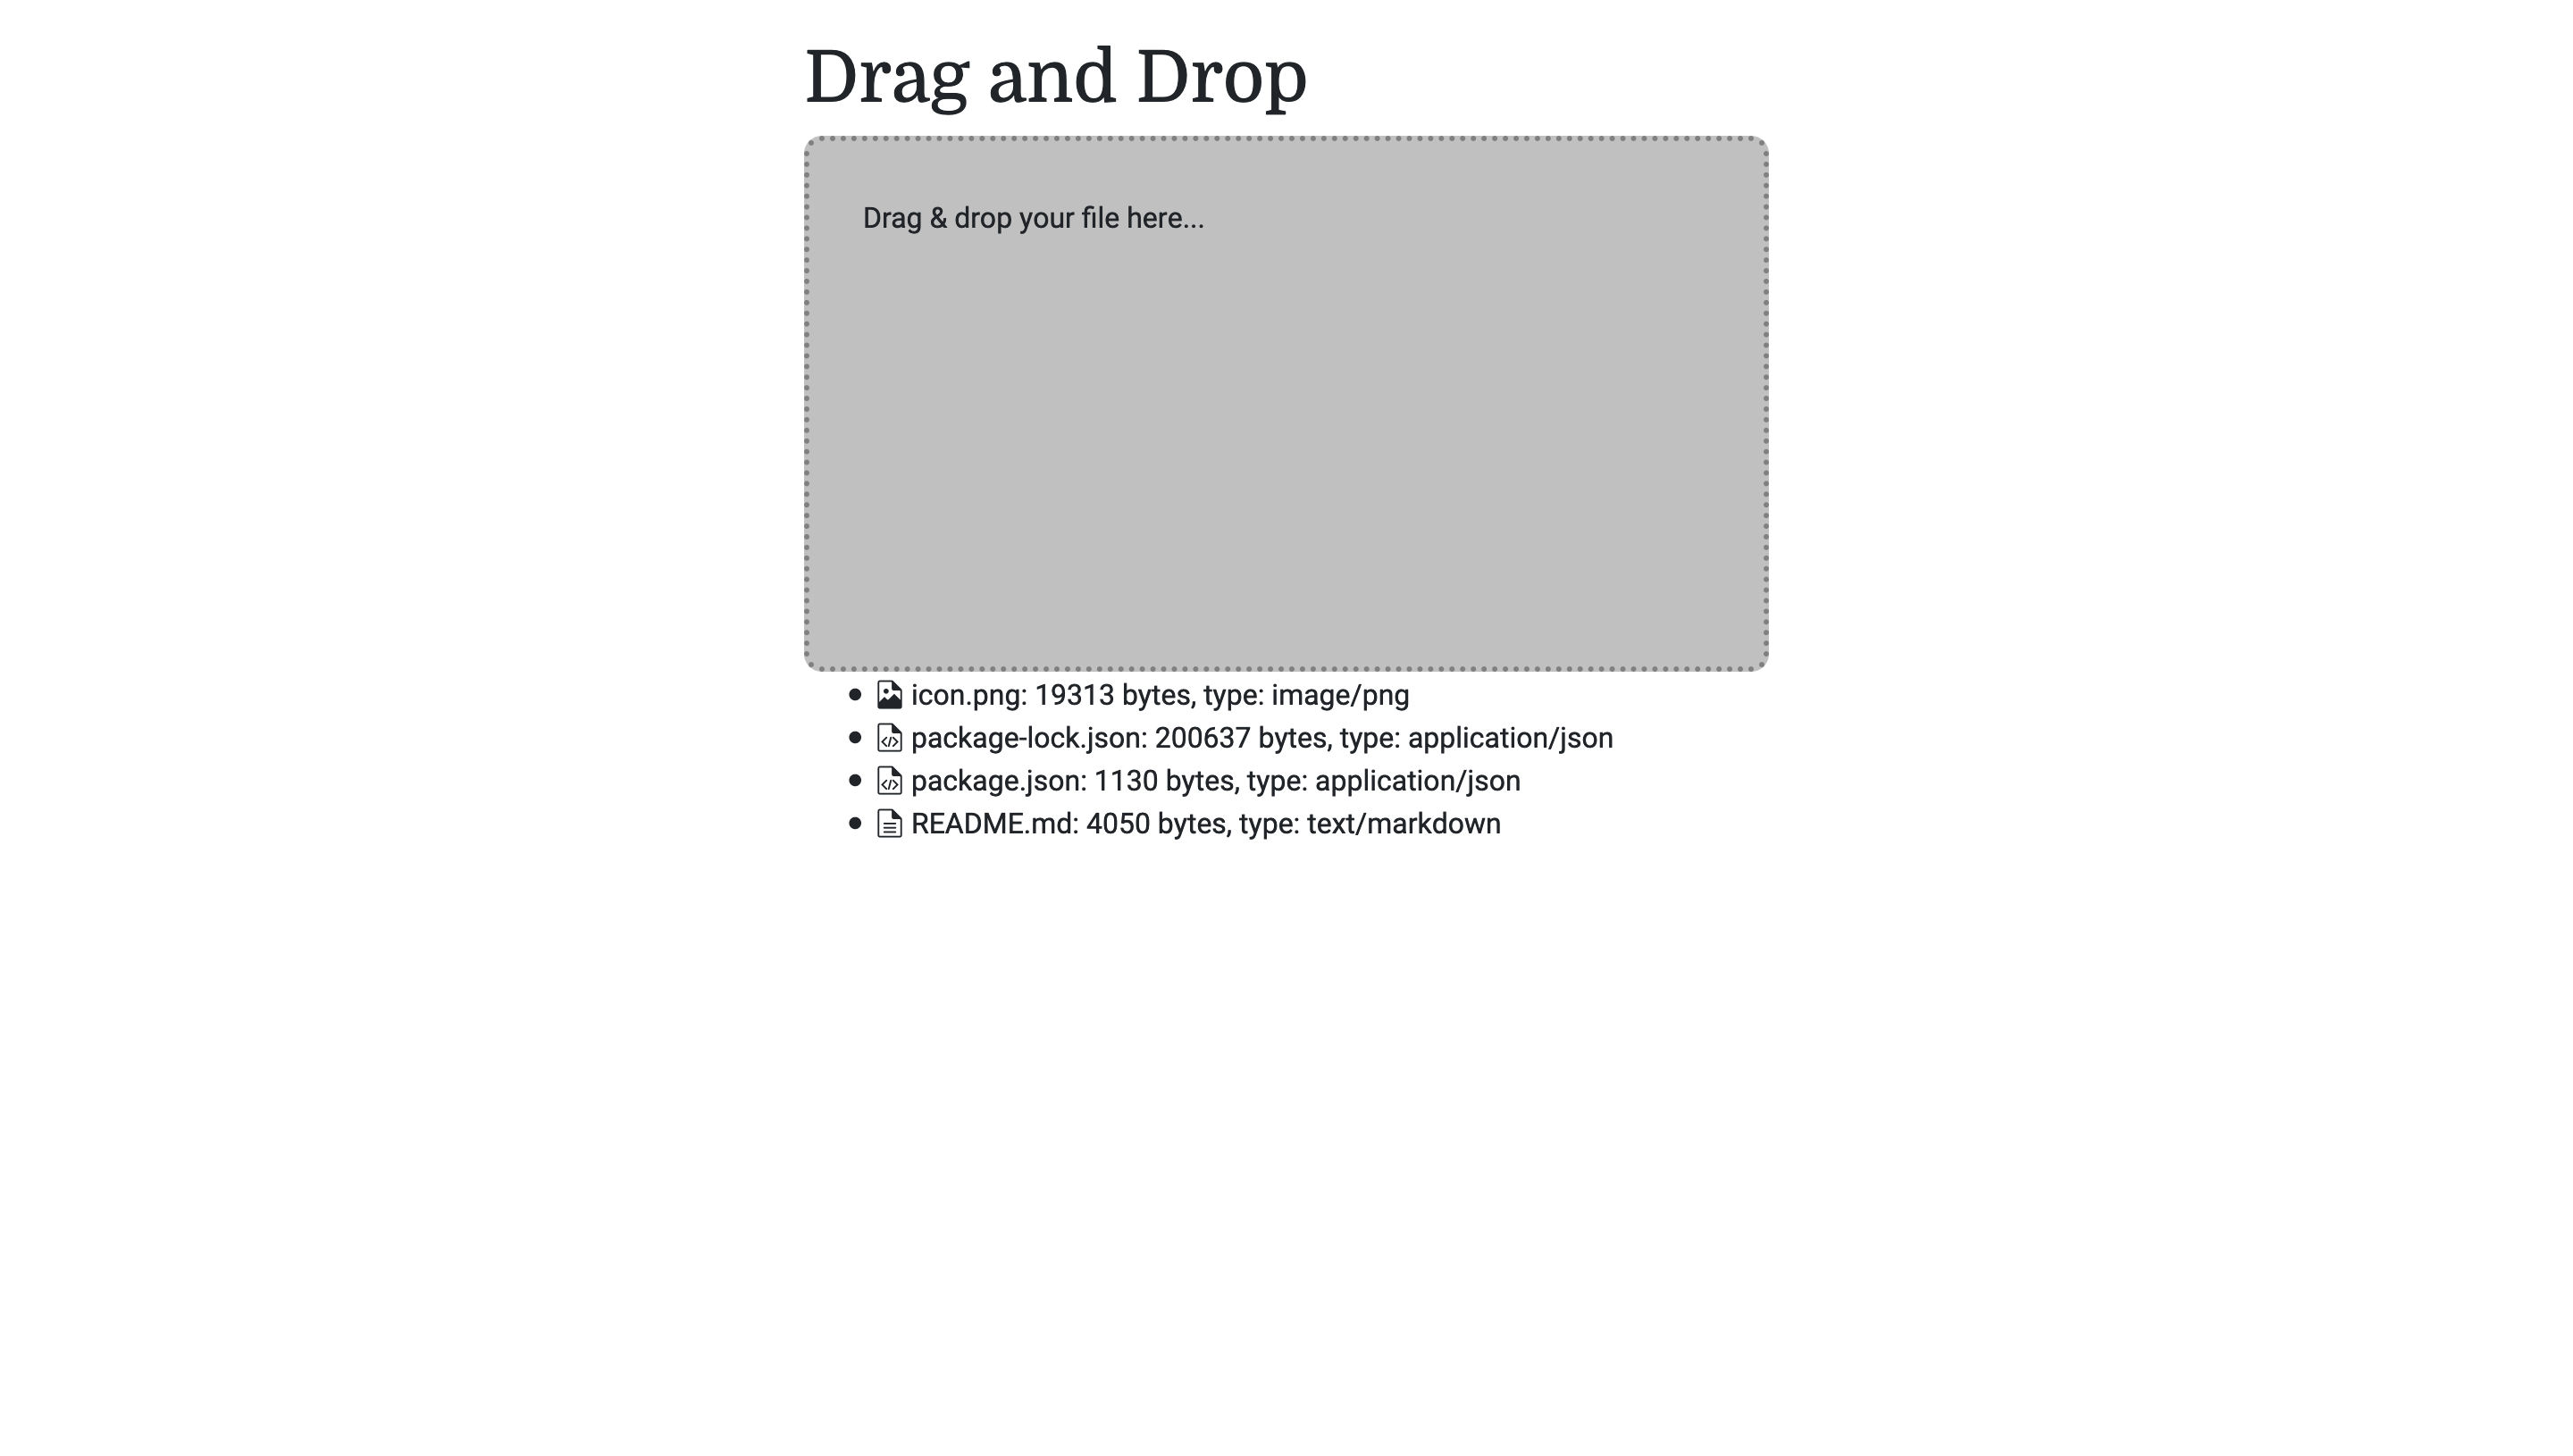 Drag and Drop
Drag & drop your file here...
icon.png: 19313 bytes, type: image/png
package-lock.json: 200637 bytes, type: application/json
package.json: 1130 bytes, type: application/json
README.md: 4050 bytes, type: text/markdown